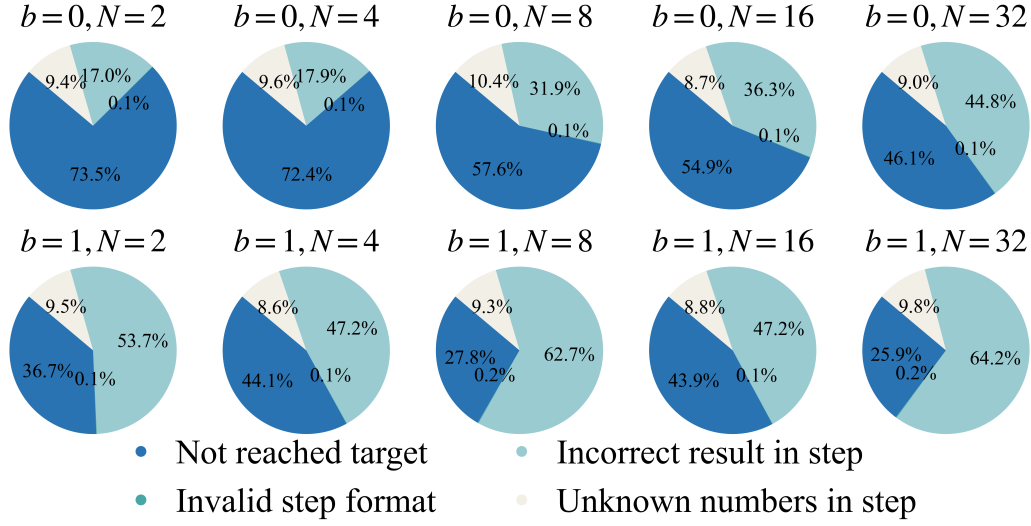 b=0, N=2 b=0, N=4 b=0, N=8 b=0, N=16 b=0, N=32
9.4% 17.0% 0.1% 73.5%
9.6% 17.9% 0.1% 72.4%
10.4% 31.9% 0.1% 57.6%
8.7% 36.3% 0.1% 54.9%
9.0% 44.8% 0.1% 46.1%
b=1, N=2 b=1, N=4 b=1, N=8 b=1, N=16 b=1, N=32
9.5% 53.7% 36.7% 0.1%
8.6% 47.2% 44.1% 0.1%
9.3% 62.7% 27.8% 0.2%
8.8% 47.2% 43.9% 0.1%
9.8% 64.2% 25.9% 0.2%
Not reached target Incorrect result in step
Invalid step format Unknown numbers in step